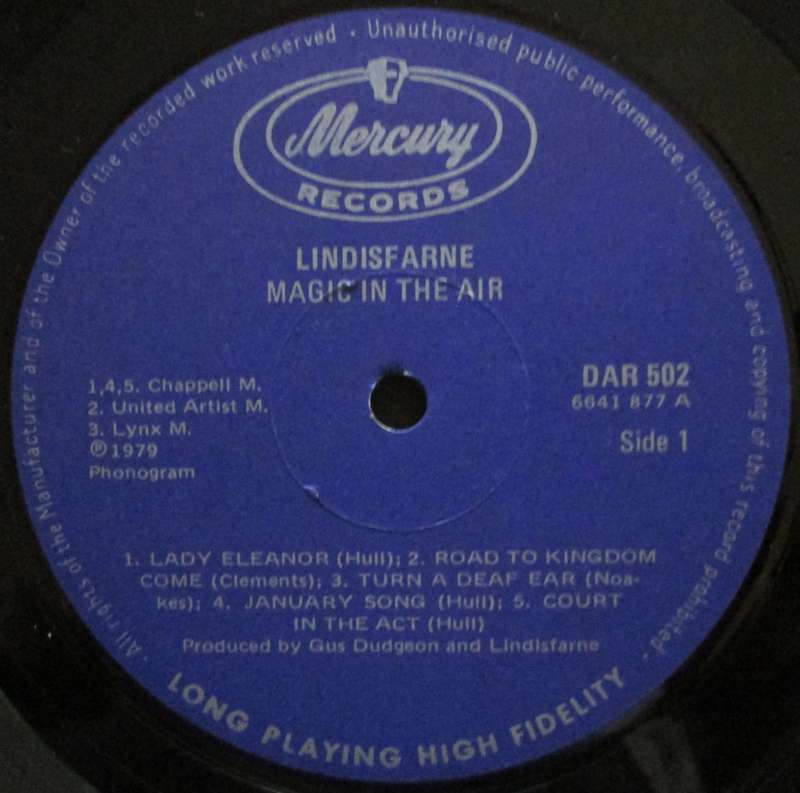 · All rights of the Manufacturer and of the Owner of the recorded work reserved · Unauthorised public performance, broadcasting and copying of this record prohibited ·
Mercury
RECORDS
LINDISFARNE
MAGIC IN THE AIR
1,4,5. Chappell M.
2. United Artist M.
3. Lynx M.
℗1979
Phonogram
DAR 502
6641 877 A
Side 1
1. LADY ELEANOR (Hull); 2. ROAD TO KINGDOM
COME (Clements); 3. TURN A DEAF EAR (Noa-
kes); 4. JANUARY SONG (Hull); 5. COURT
IN THE ACT (Hull)
Produced by Gus Dudgeon and Lindisfarne
LONG PLAYING HIGH FIDELITY